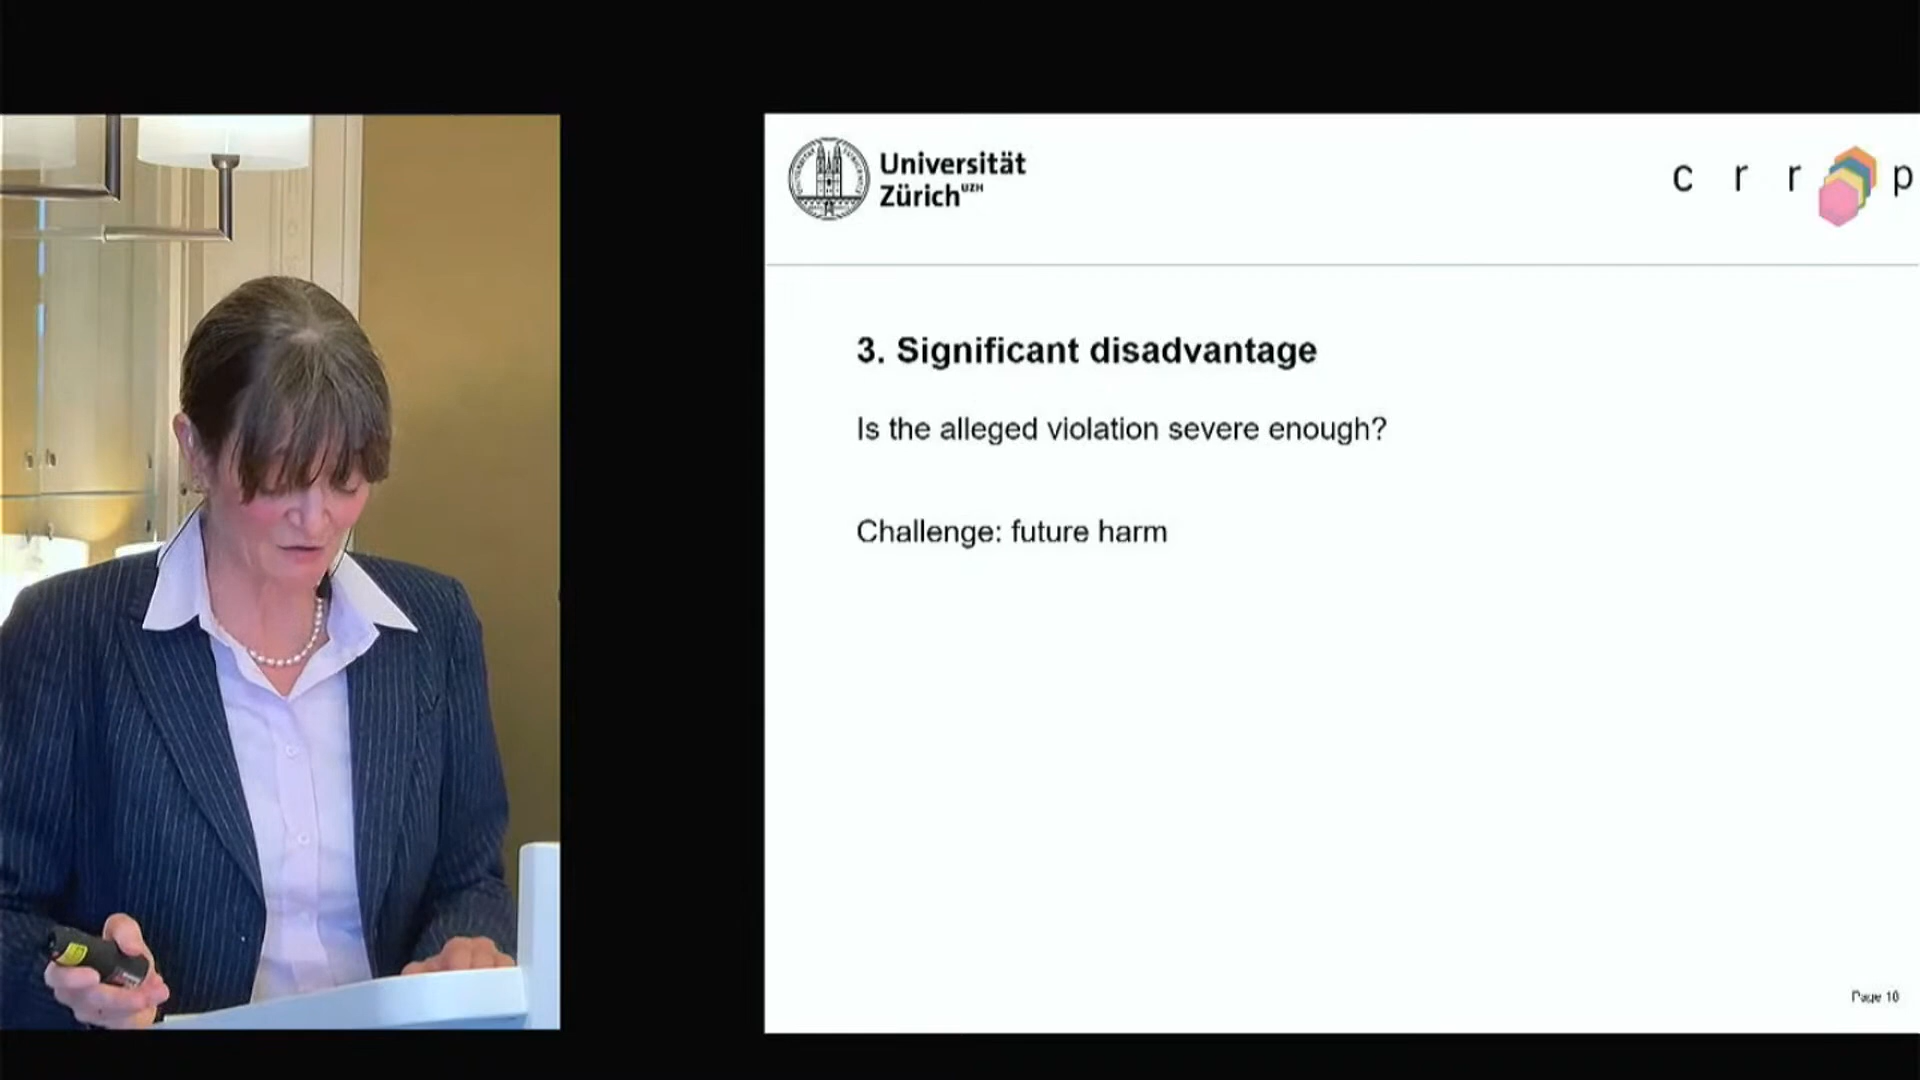 Universität
Zürich UZH
c r r p
3. Significant disadvantage
Is the alleged violation severe enough?
Challenge: future harm
Page 10